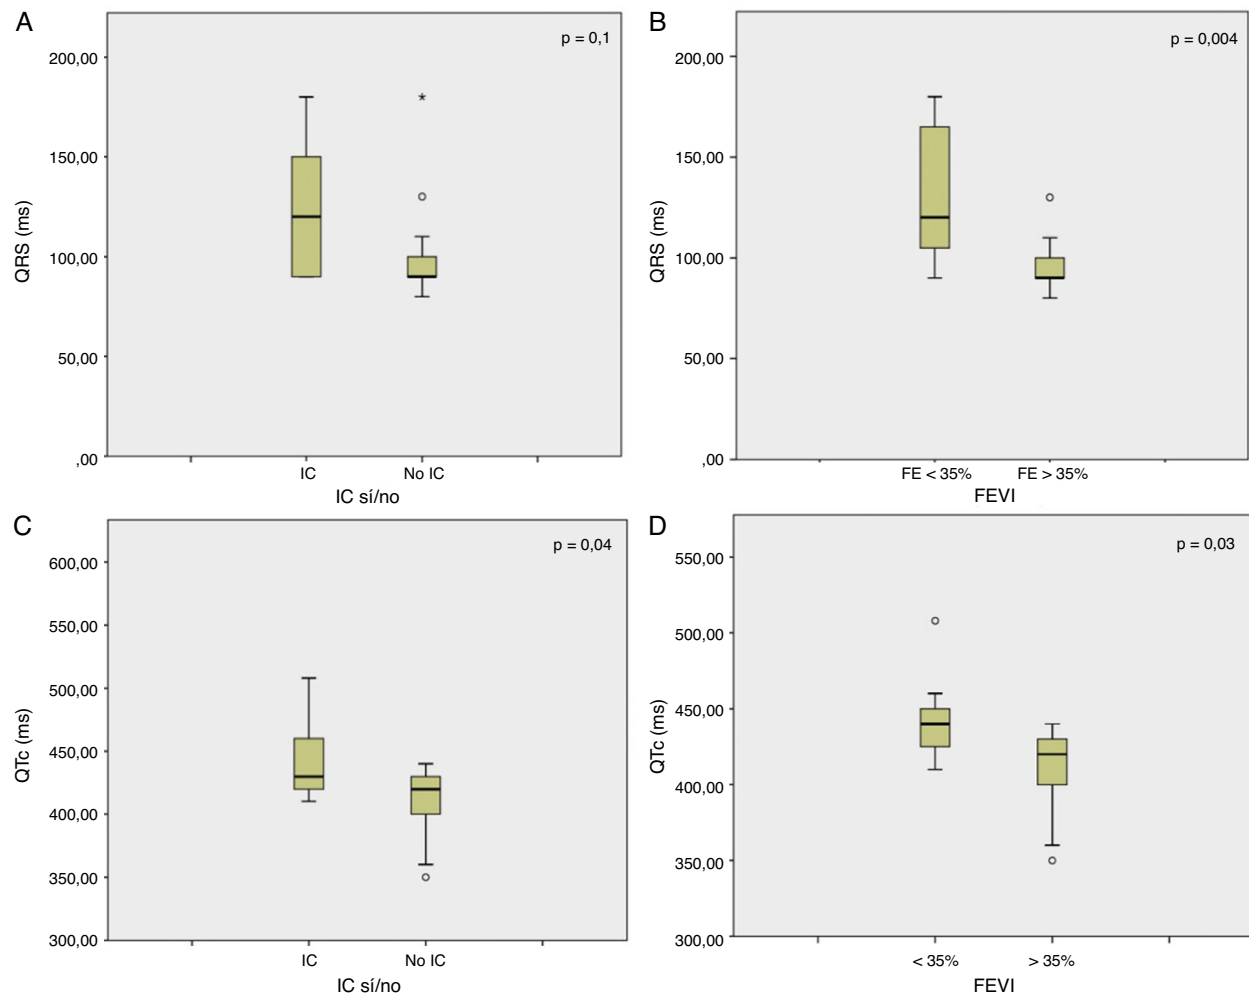 A
p = 0,1
200,00
150,00
100,00
50,00
,00
QRS (ms)
IC
No IC
IC sí/no
B
p = 0,004
200,00
150,00
100,00
50,00
,00
QRS (ms)
FE < 35%
FE > 35%
FEVI
C
p = 0,04
600,00
550,00
500,00
450,00
400,00
350,00
300,00
QTc (ms)
IC
No IC
IC sí/no
D
p = 0,03
550,00
500,00
450,00
400,00
350,00
300,00
QTc (ms)
< 35%
> 35%
FEVI